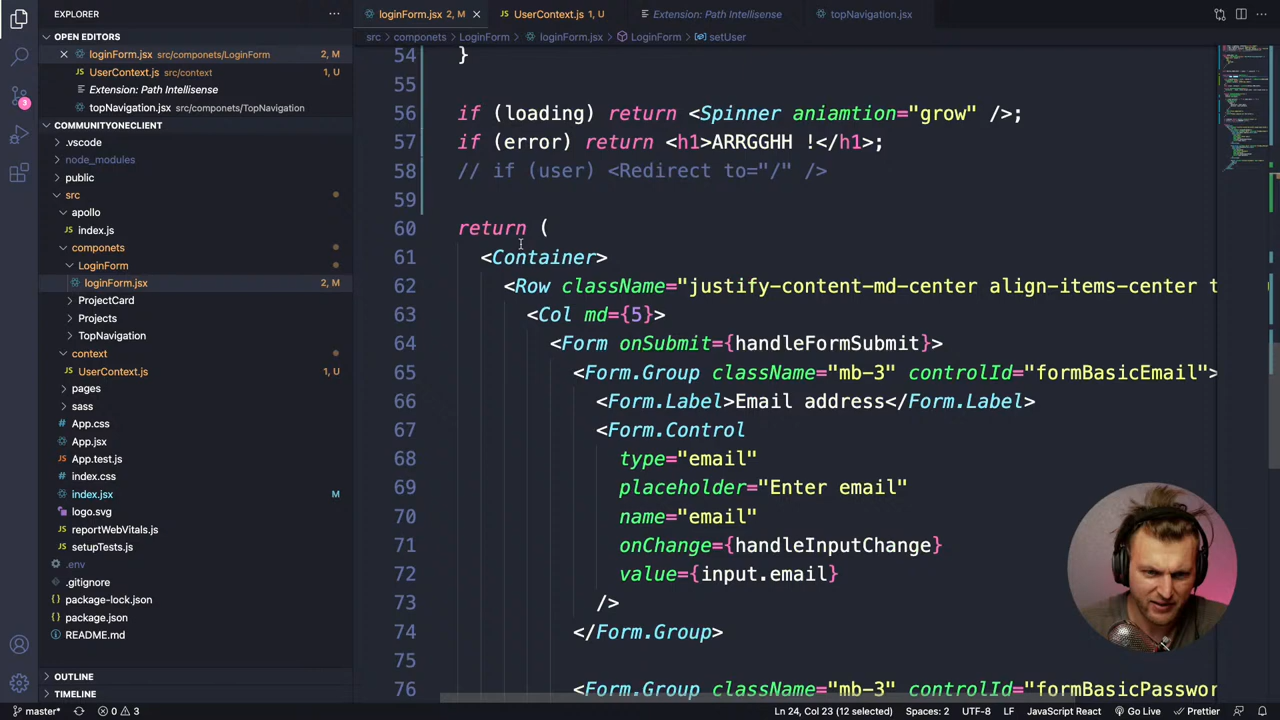 EXPLORER
OPEN EDITORS
loginForm.jsx src/componets/LoginForm 2, M
UserContext.js src/context 1, U
Extension: Path Intellisense
topNavigation.jsx src/componets/TopNavigation
COMMUNITYONECLIENT
.vscode
node_modules
public
src
apollo
index.js
componets
LoginForm
loginForm.jsx 2, M
ProjectCard
Projects
TopNavigation
context
UserContext.js 1, U
pages
sass
App.css
App.jsx
App.test.js
index.css
index.jsx M
logo.svg
reportWebVitals.js
setupTests.js
.env
.gitignore
package-lock.json
package.json
README.md
OUTLINE
TIMELINE
3
loginForm.jsx 2, M
UserContext.js 1, U
Extension: Path Intellisense
topNavigation.jsx
src > componets > LoginForm > loginForm.jsx > LoginForm > setUser
54 }
55
56 if (loading) return <Spinner aniamtion="grow" />;
57 if (error) return <h1>ARRGGHH !</h1>;
58 // if (user) <Redirect to="/" />
59
60 return (
61 <Container>
62 <Row className="justify-content-md-center align-items-center t
63 <Col md={5}>
64 <Form onSubmit={handleFormSubmit}>
65 <Form.Group className="mb-3" controlId="formBasicEmail">
66 <Form.Label>Email address</Form.Label>
67 <Form.Control
68 type="email"
69 placeholder="Enter email"
70 name="email"
71 onChange={handleInputChange}
72 value={input.email}
73 />
74 </Form.Group>
75
76 <Form.Group className="mb-3" controlId="formBasicPasswor
master* 0 3 Ln 24, Col 23 (12 selected) Spaces: 2 UTF-8 LF JavaScript React Go Live Prettier